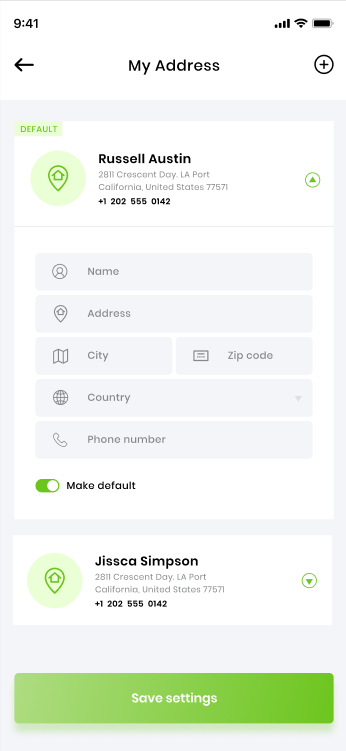 9:41
My Address
DEFAULT
Russell Austin
2811 Crescent Day. LA Port
California, United States 77571
+1 202 555 0142
Name
Address
City
Zip code
Country
Phone number
Make default
Jissca Simpson
2811 Crescent Day. LA Port
California, United States 77571
+1 202 555 0142
Save settings